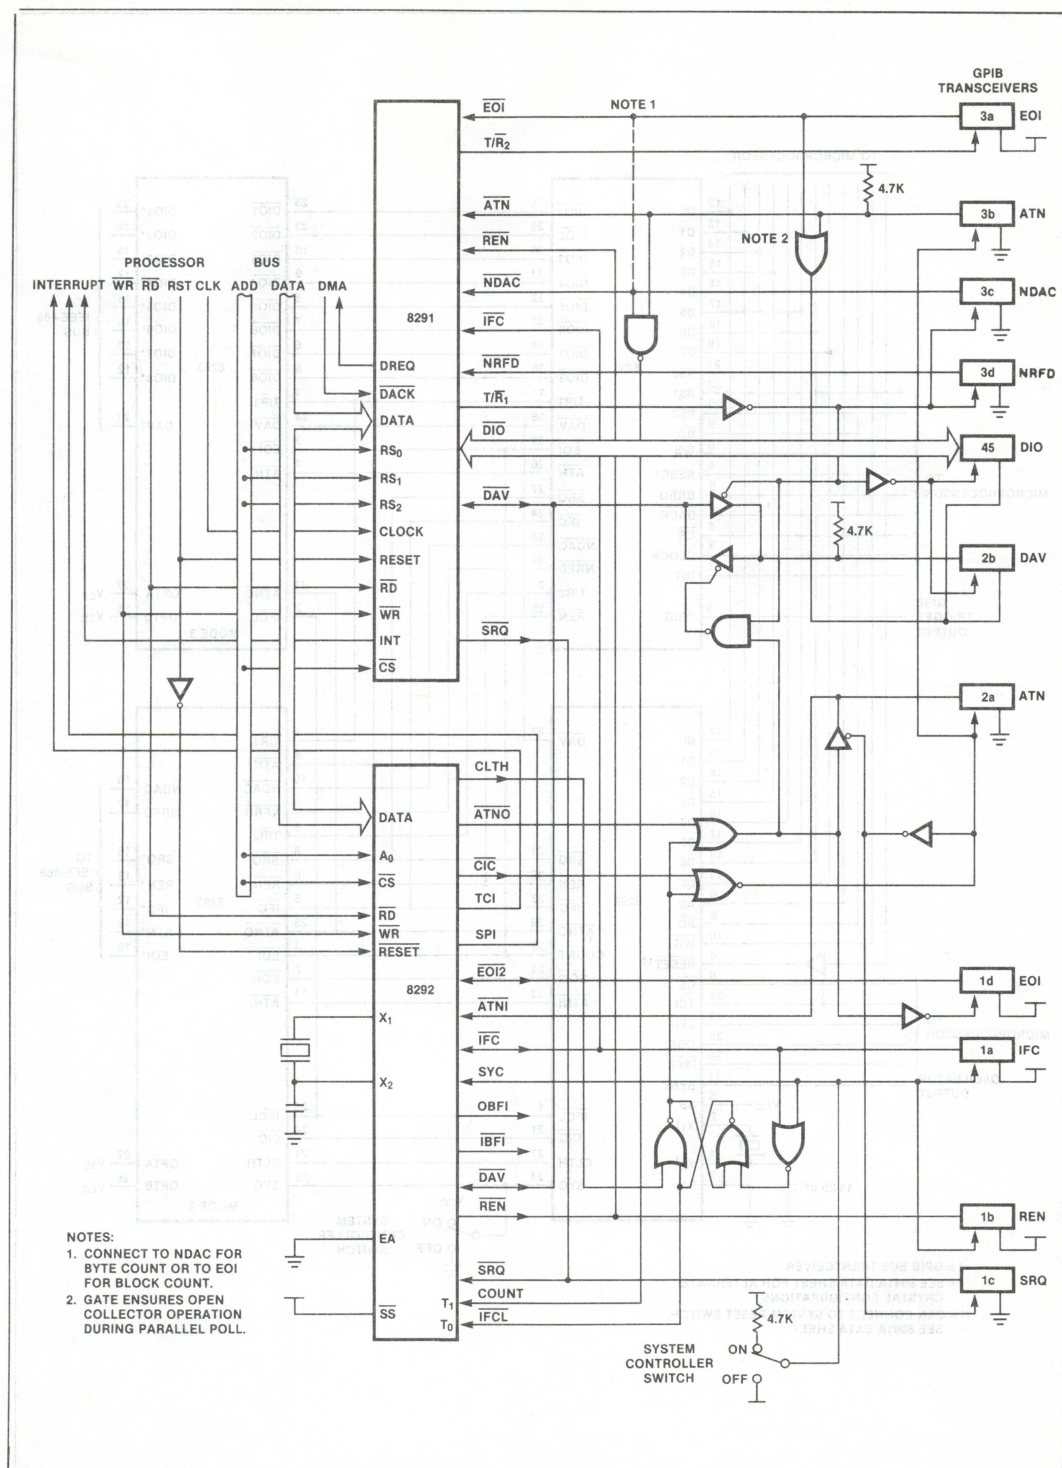 GPIB
TRANSCEIVERS
EOI
NOTE 1
3a
EOI
T/R2
4.7K
ATN
3b
ATN
REN
NOTE 2
PROCESSOR
BUS
INTERRUPT WR RD RST CLK ADD DATA DMA
NDAC
3c
NDAC
8291
IFC
DREQ
NRFD
3d
NRFD
DACK
T/R1
DATA
DIO
45
DIO
RS0
RS1
DAV
RS2
CLOCK
4.7K
RESET
2b
DAV
RD
WR
INT
SRQ
CS
2a
ATN
CLTH
DATA
ATNO
A0
CIC
CS
TCI
RD
WR
SPI
RESET
EOI2
1d
EOI
8292
ATNI
X1
IFC
1a
IFC
X2
SYC
OBFI
IBFI
DAV
REN
1b
REN
EA
NOTES:
1. CONNECT TO NDAC FOR
BYTE COUNT OR TO EOI
FOR BLOCK COUNT.
2. GATE ENSURES OPEN
COLLECTOR OPERATION
DURING PARALLEL POLL.
SRQ
1c
SRQ
T1
COUNT
SS
T0
IFCL
4.7K
SYSTEM
CONTROLLER
SWITCH
ON
OFF